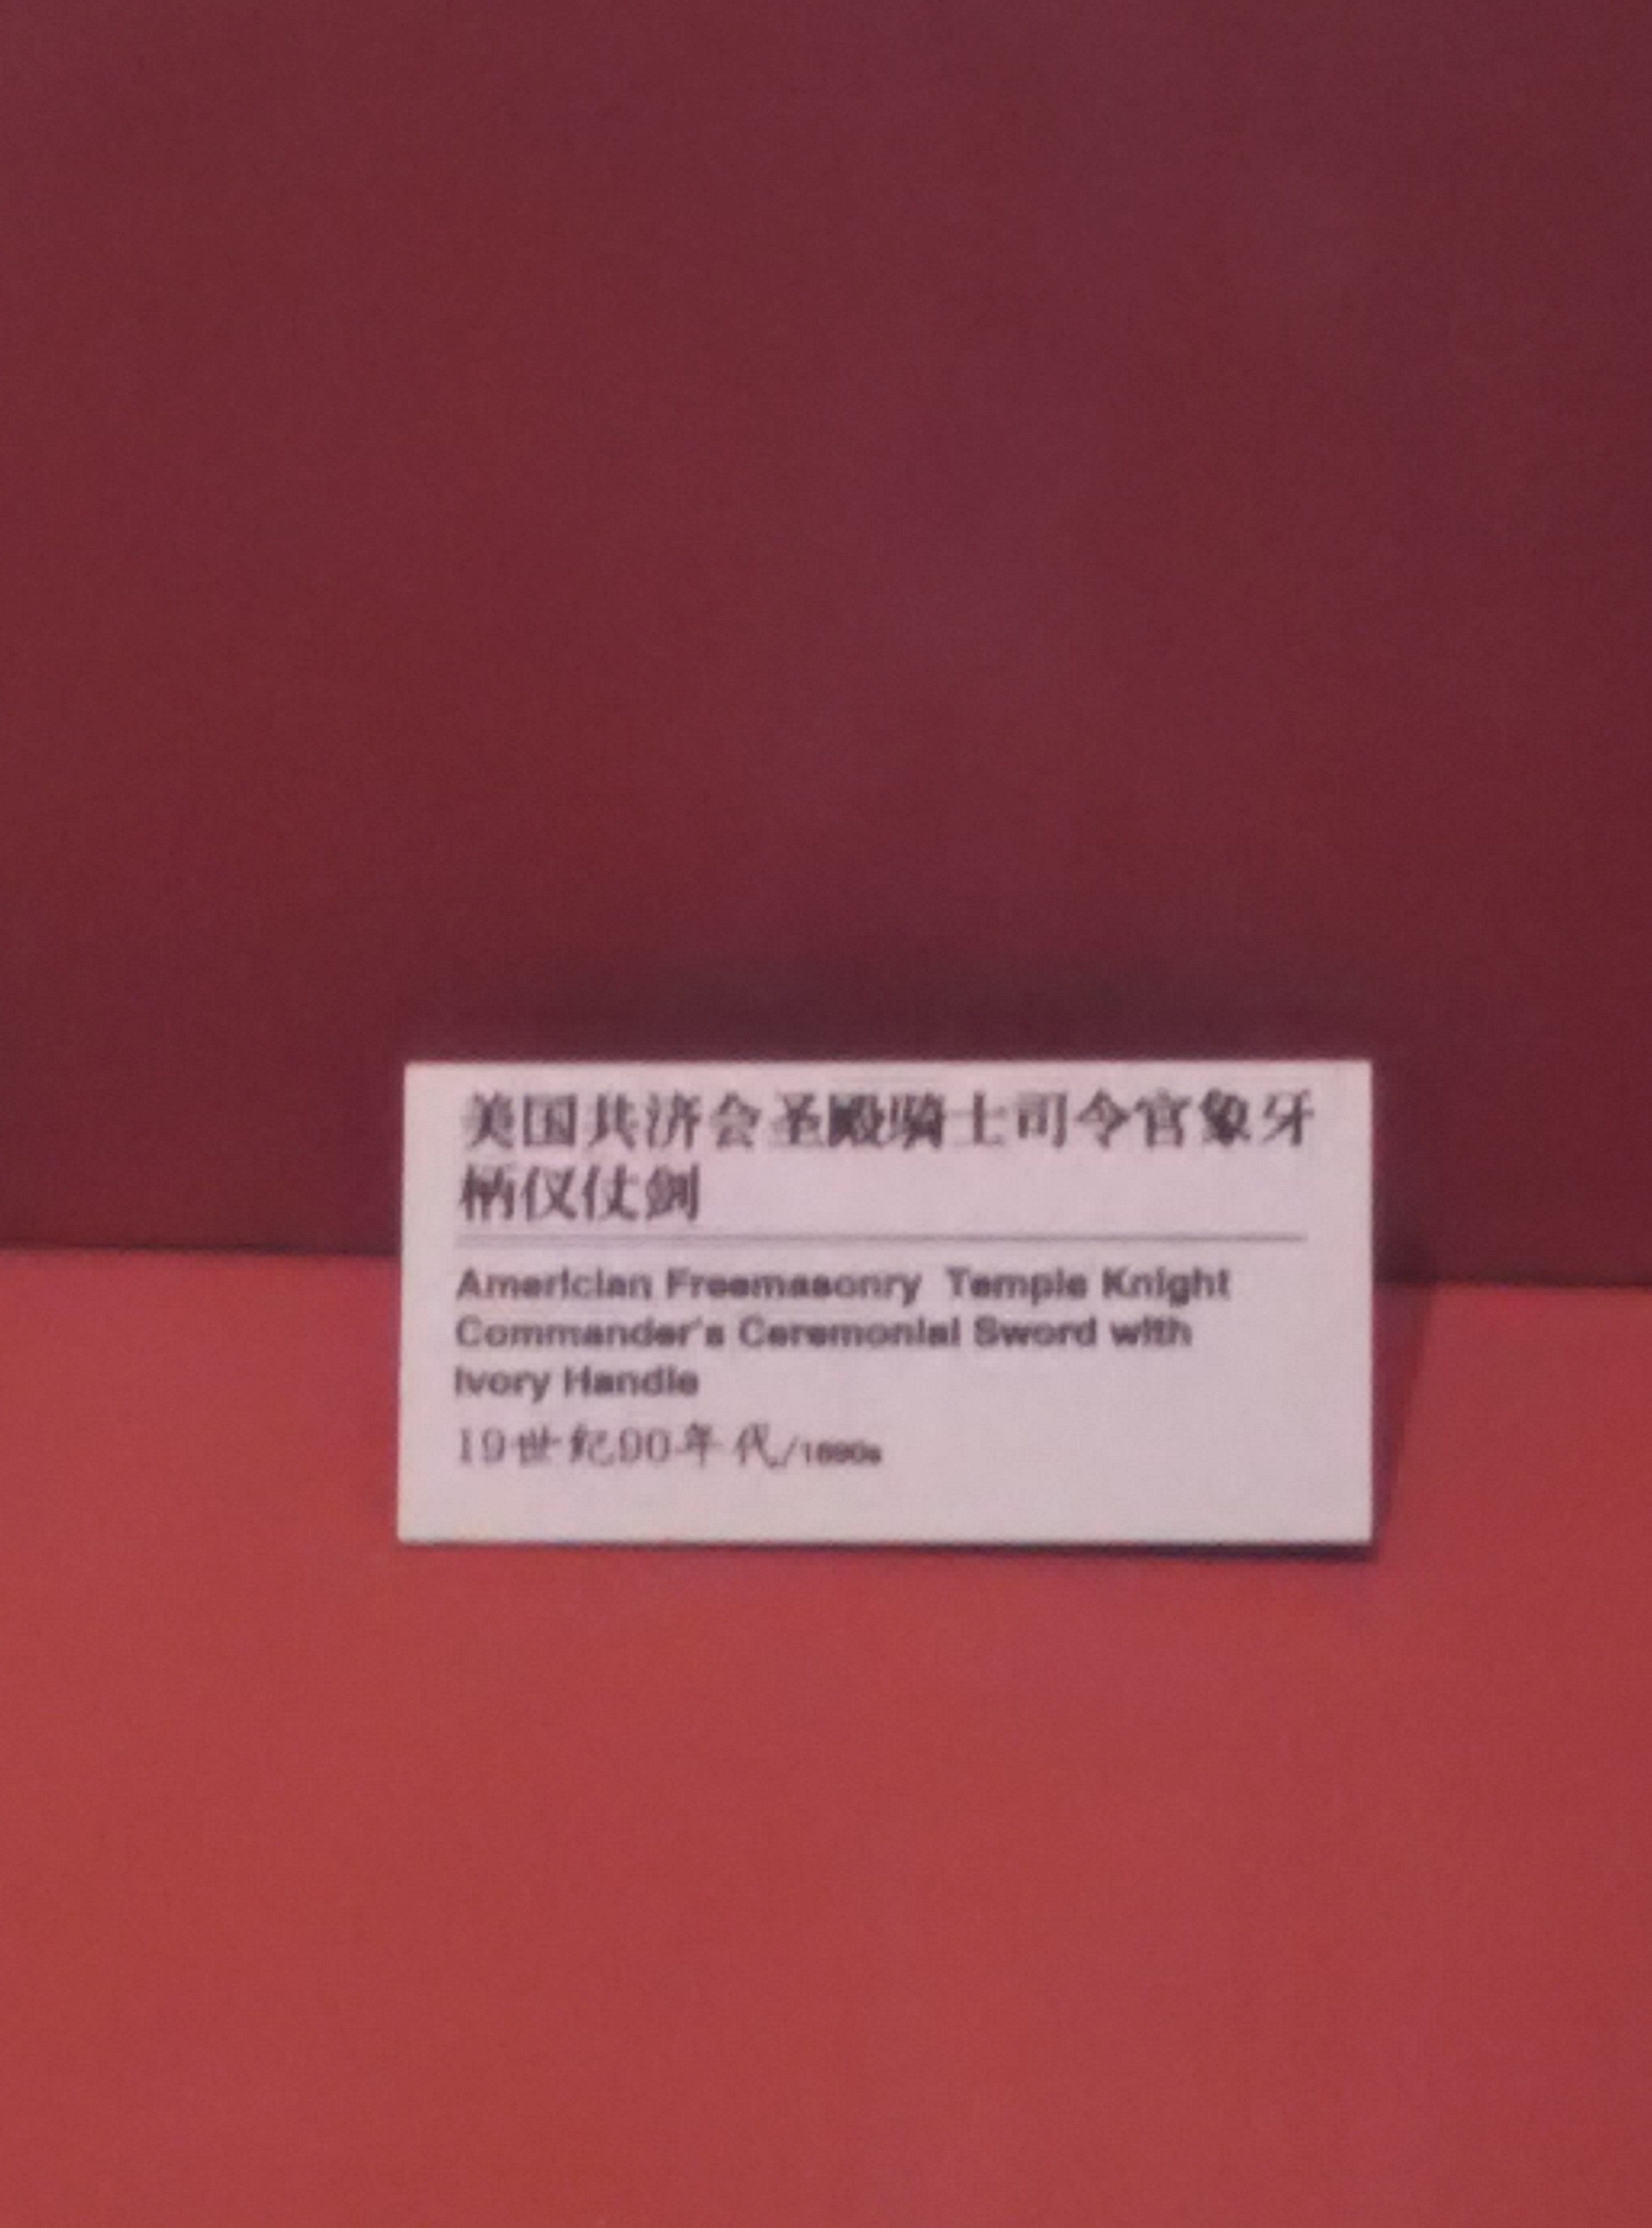 美国共济会圣殿骑士司令官象牙
柄仪仗剑
Americian Freemasonry Temple Knight
Commander's Ceremonial Sword with
Ivory Handle
19世纪90年代/1890s